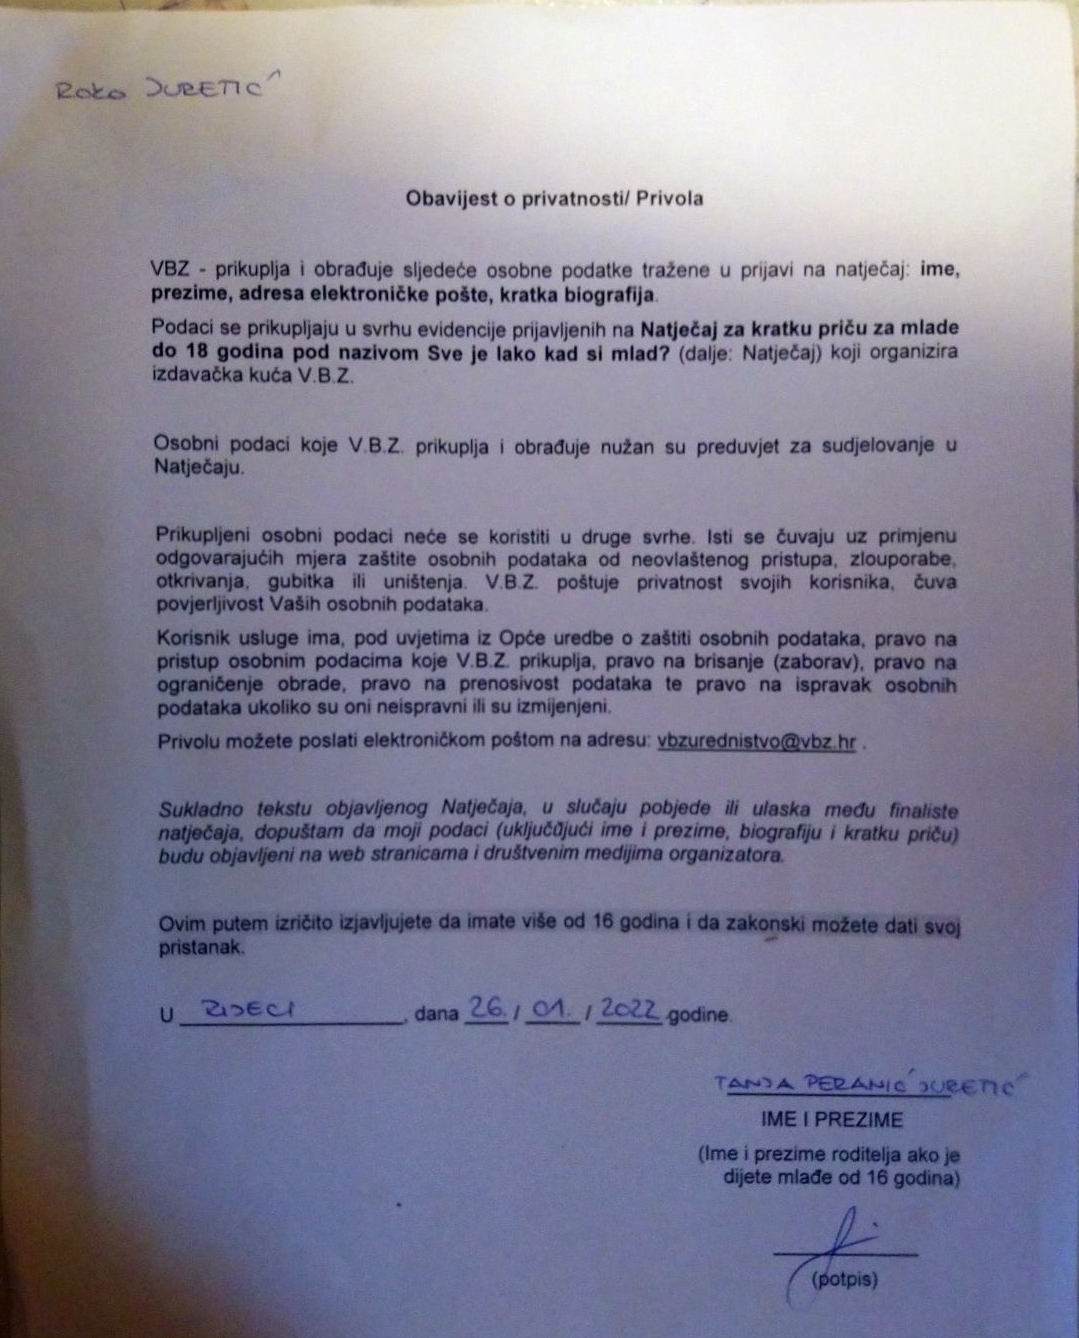 ROKO JURETIĆ
Obavijest o privatnosti/ Privola
VBZ - prikuplja i obrađuje sljedeće osobne podatke tražene u prijavi na natječaj: ime,
prezime, adresa elektroničke pošte, kratka biografija.
Podaci se prikupljaju u svrhu evidencije prijavljenih na Natječaj za kratku priču za mlade
do 18 godina pod nazivom Sve je lako kad si mlad? (dalje: Natječaj) koji organizira
izdavačka kuća V.B.Z.
Osobni podaci koje V.B.Z. prikuplja i obrađuje nužan su preduvjet za sudjelovanje u
Natječaju.
Prikupljeni osobni podaci neće se koristiti u druge svrhe. Isti se čuvaju uz primjenu
odgovarajućih mjera zaštite osobnih podataka od neovlaštenog pristupa, zlouporabe,
otkrivanja, gubitka ili uništenja. V.B.Z. poštuje privatnost svojih korisnika, čuva
povjerljivost Vaših osobnih podataka.
Korisnik usluge ima, pod uvjetima iz Opće uredbe o zaštiti osobnih podataka, pravo na
pristup osobnim podacima koje V.B.Z. prikuplja, pravo na brisanje (zaborav), pravo na
ograničenje obrade, pravo na prenosivost podataka te pravo na ispravak osobnih
podataka ukoliko su oni neispravni ili su izmijenjeni.
Privolu možete poslati elektroničkom poštom na adresu: vbzurednistvo@vbz.hr .
Sukladno tekstu objavljenog Natječaja, u slučaju pobjede ili ulaska među finaliste
natječaja, dopuštam da moji podaci (uključújući ime i prezime, biografiju i kratku priču)
budu objavljeni na web stranicama i društvenim medijima organizatora.
Ovim putem izričito izjavljujete da imate više od 16 godina i da zakonski možete dati svoj
pristanak.
U RIJECI, dana 26. / 01. / 2022 godine.
TANJA PERANIĆ JURETIĆ
IME I PREZIME
(Ime i prezime roditelja ako je
dijete mlađe od 16 godina)
(potpis)